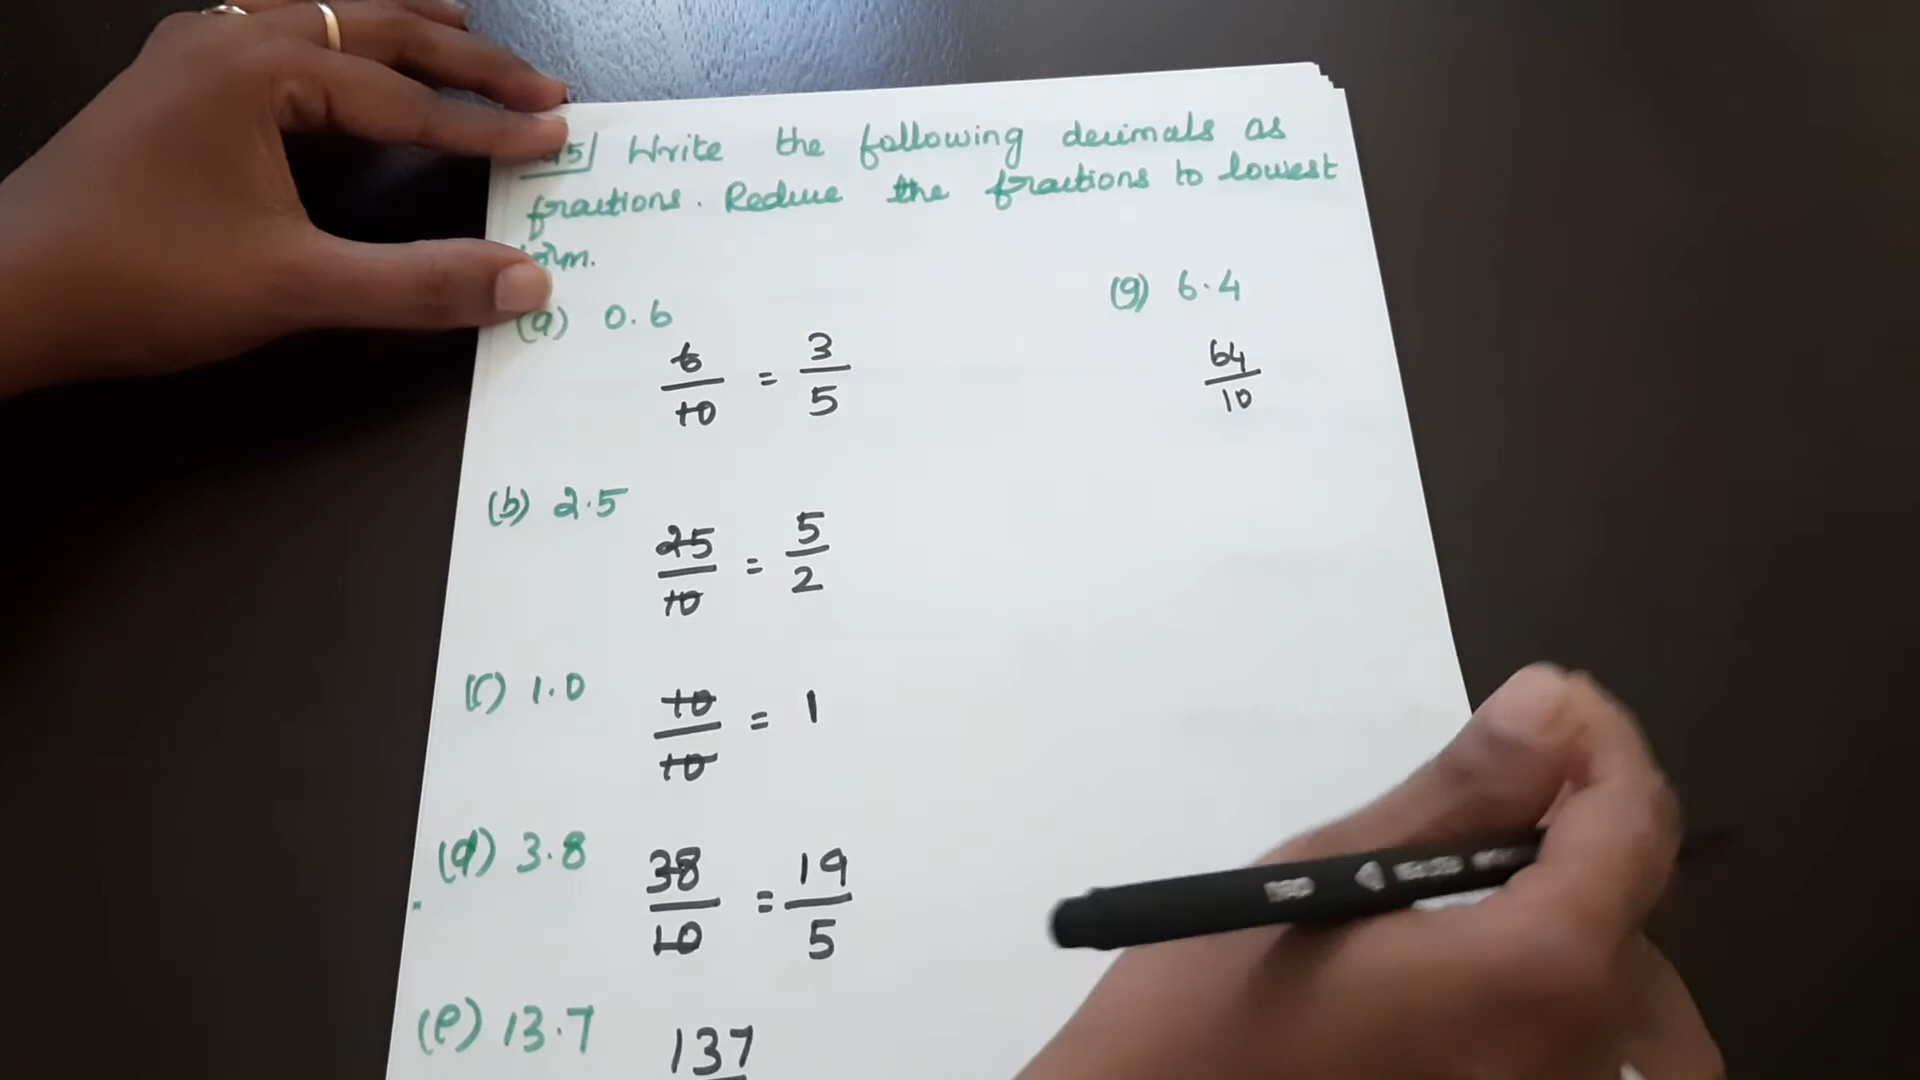 5) Write the following decimals as
fractions. Reduce the fractions to lowest
form.
(a) 0.6
6/10 = 3/5
(b) 2.5
25/10 = 5/2
(c) 1.0
10/10 = 1
(d) 3.8
38/10 = 19/5
(e) 13.7
137
(g) 6.4
64/10